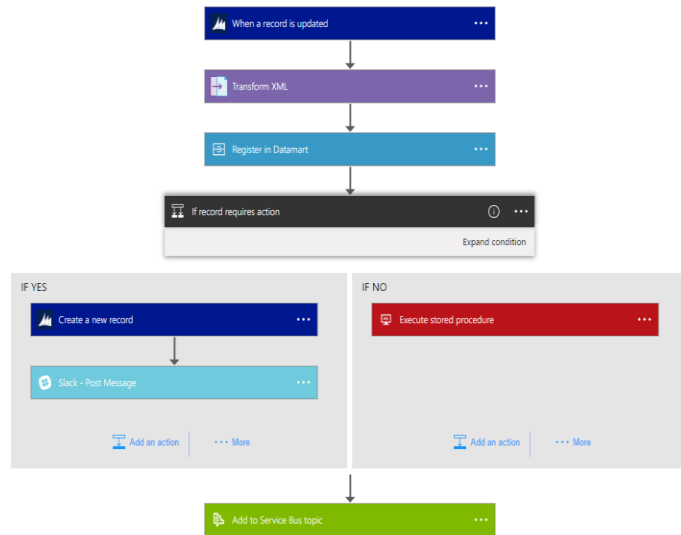 When a record is updated
Transform XML
Register in Datamart
If record requires action
Expand condition
IF YES
Create a new record
Slack - Post Message
Add an action
More
IF NO
Execute stored procedure
Add an action
More
Add to Service Bus topic